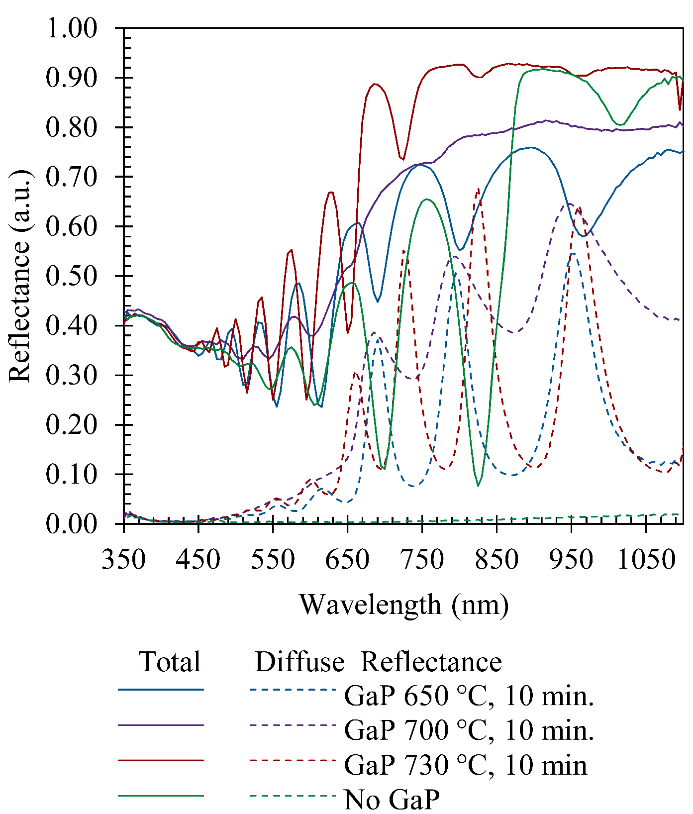 1.00
0.90
0.80
0.70
0.60
0.50
0.40
0.30
0.20
0.10
0.00
Reflectance (a.u.)
350 450 550 650 750 850 950 1050
Wavelength (nm)
Total Diffuse Reflectance
GaP 650 °C, 10 min.
GaP 700 °C, 10 min.
GaP 730 °C, 10 min
No GaP